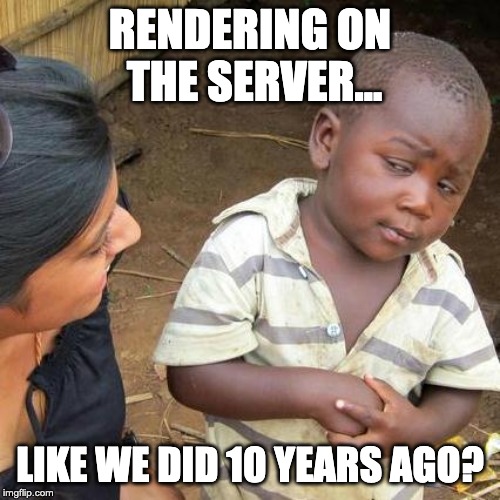 RENDERING ON
THE SERVER...
LIKE WE DID 10 YEARS AGO?
imgflip.com